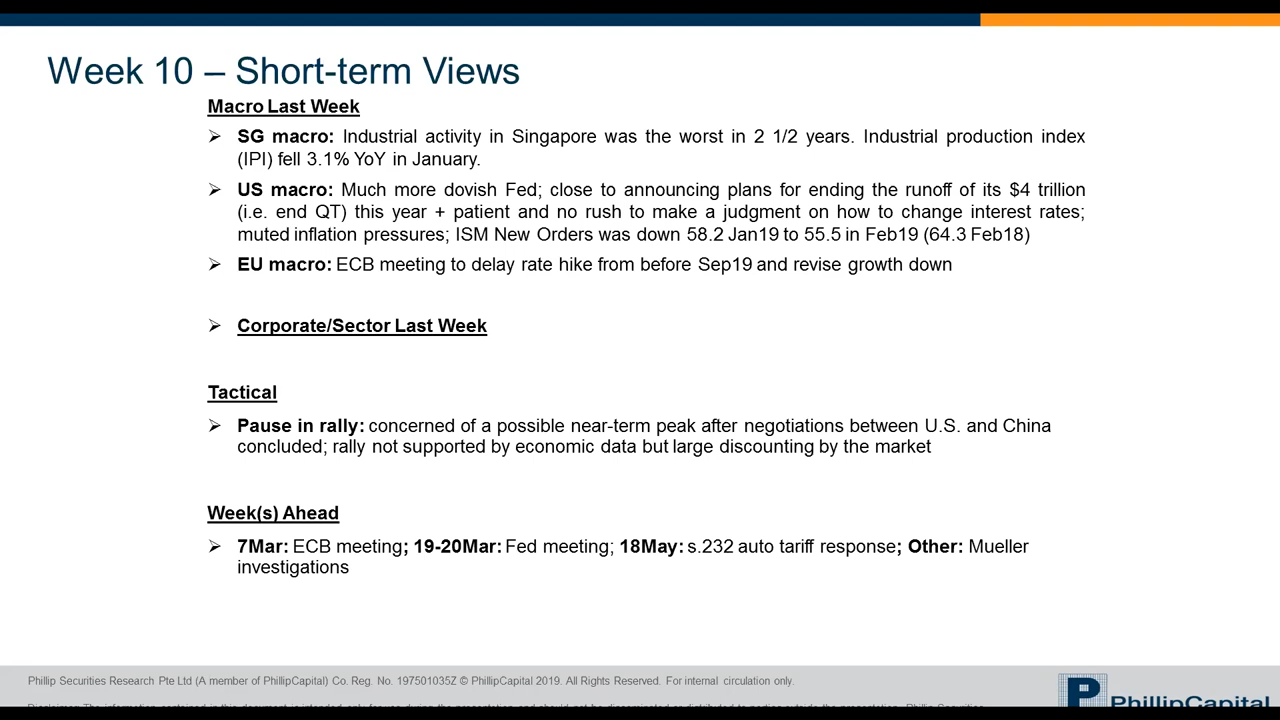 Week 10 – Short-term Views
Macro Last Week
➢ SG macro: Industrial activity in Singapore was the worst in 2 1/2 years. Industrial production index
(IPI) fell 3.1% YoY in January.
➢ US macro: Much more dovish Fed; close to announcing plans for ending the runoff of its $4 trillion
(i.e. end QT) this year + patient and no rush to make a judgment on how to change interest rates;
muted inflation pressures; ISM New Orders was down 58.2 Jan19 to 55.5 in Feb19 (64.3 Feb18)
➢ EU macro: ECB meeting to delay rate hike from before Sep19 and revise growth down
➢ Corporate/Sector Last Week
Tactical
➢ Pause in rally: concerned of a possible near-term peak after negotiations between U.S. and China
concluded; rally not supported by economic data but large discounting by the market
Week(s) Ahead
➢ 7Mar: ECB meeting; 19-20Mar: Fed meeting; 18May: s.232 auto tariff response; Other: Mueller
investigations
Phillip Securities Research Pte Ltd (A member of PhillipCapital) Co. Reg. No. 197501035Z © PhillipCapital 2019. All Rights Reserved. For internal circulation only.
PhillipCapital